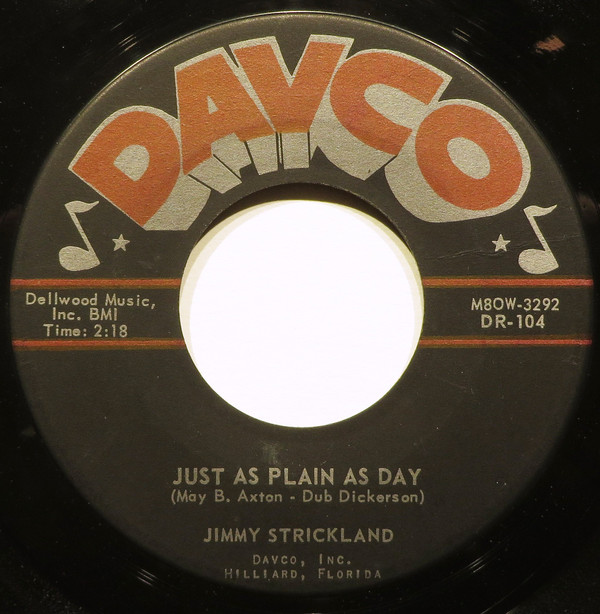 DAVCO
Dellwood Music,
Inc. BMI
Time: 2:18
M8OW-3292
DR-104
JUST AS PLAIN AS DAY
(May B. Axton - Dub Dickerson)
JIMMY STRICKLAND
DAVCO, INC.
HILLIARD, FLORIDA